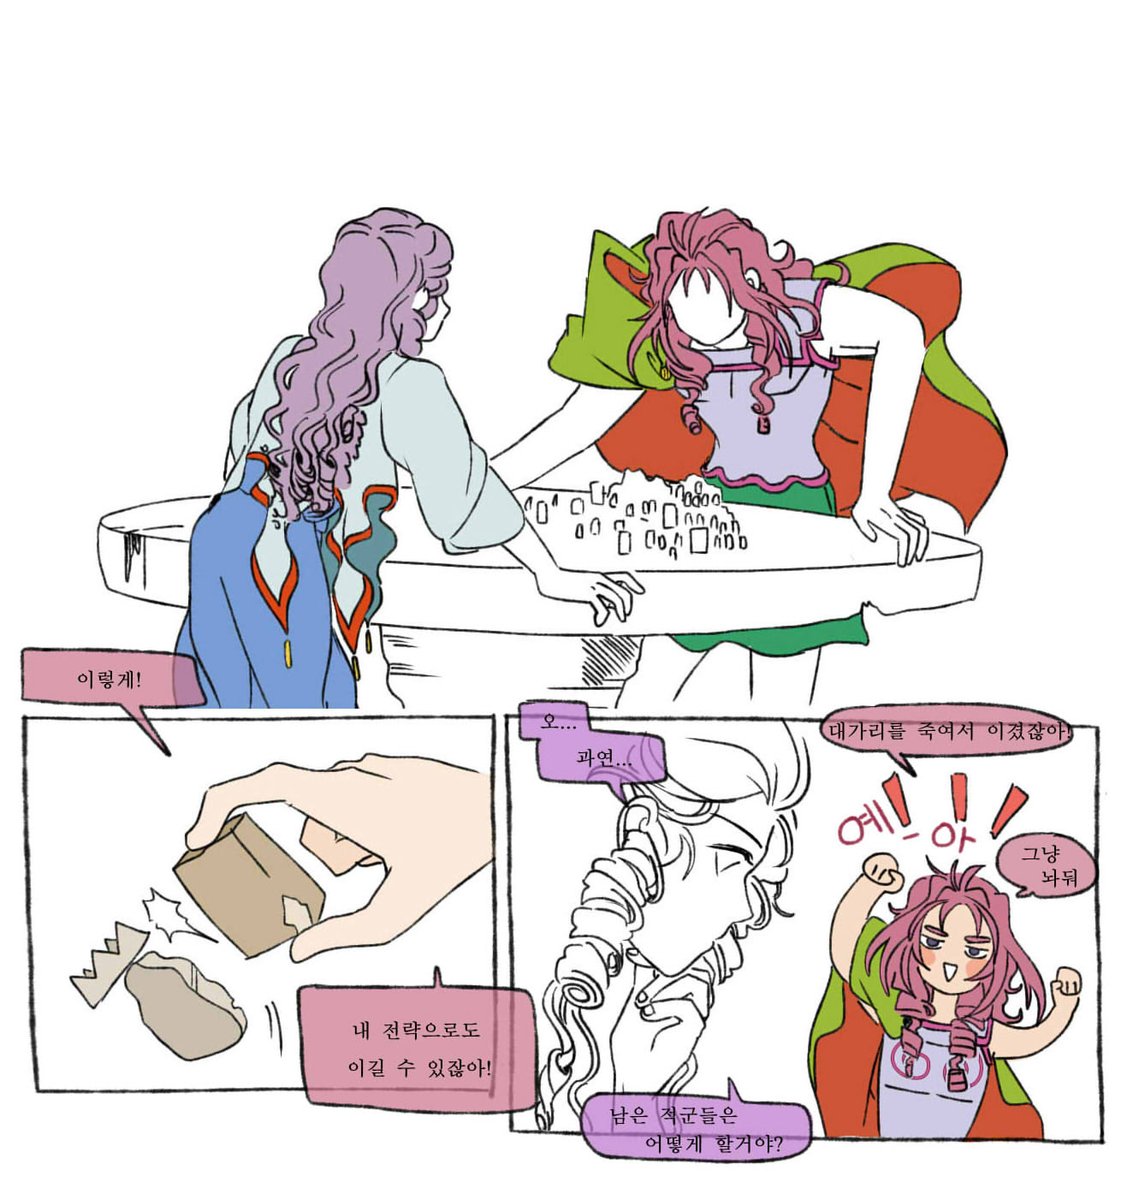 이렇게!
내 전략으로도
이길 수 있잖아!
오...
과연...
대가리를 죽여서 이겼잖아!
예-아
그냥
놔둬
남은 적군들은
어떻게 할거야?